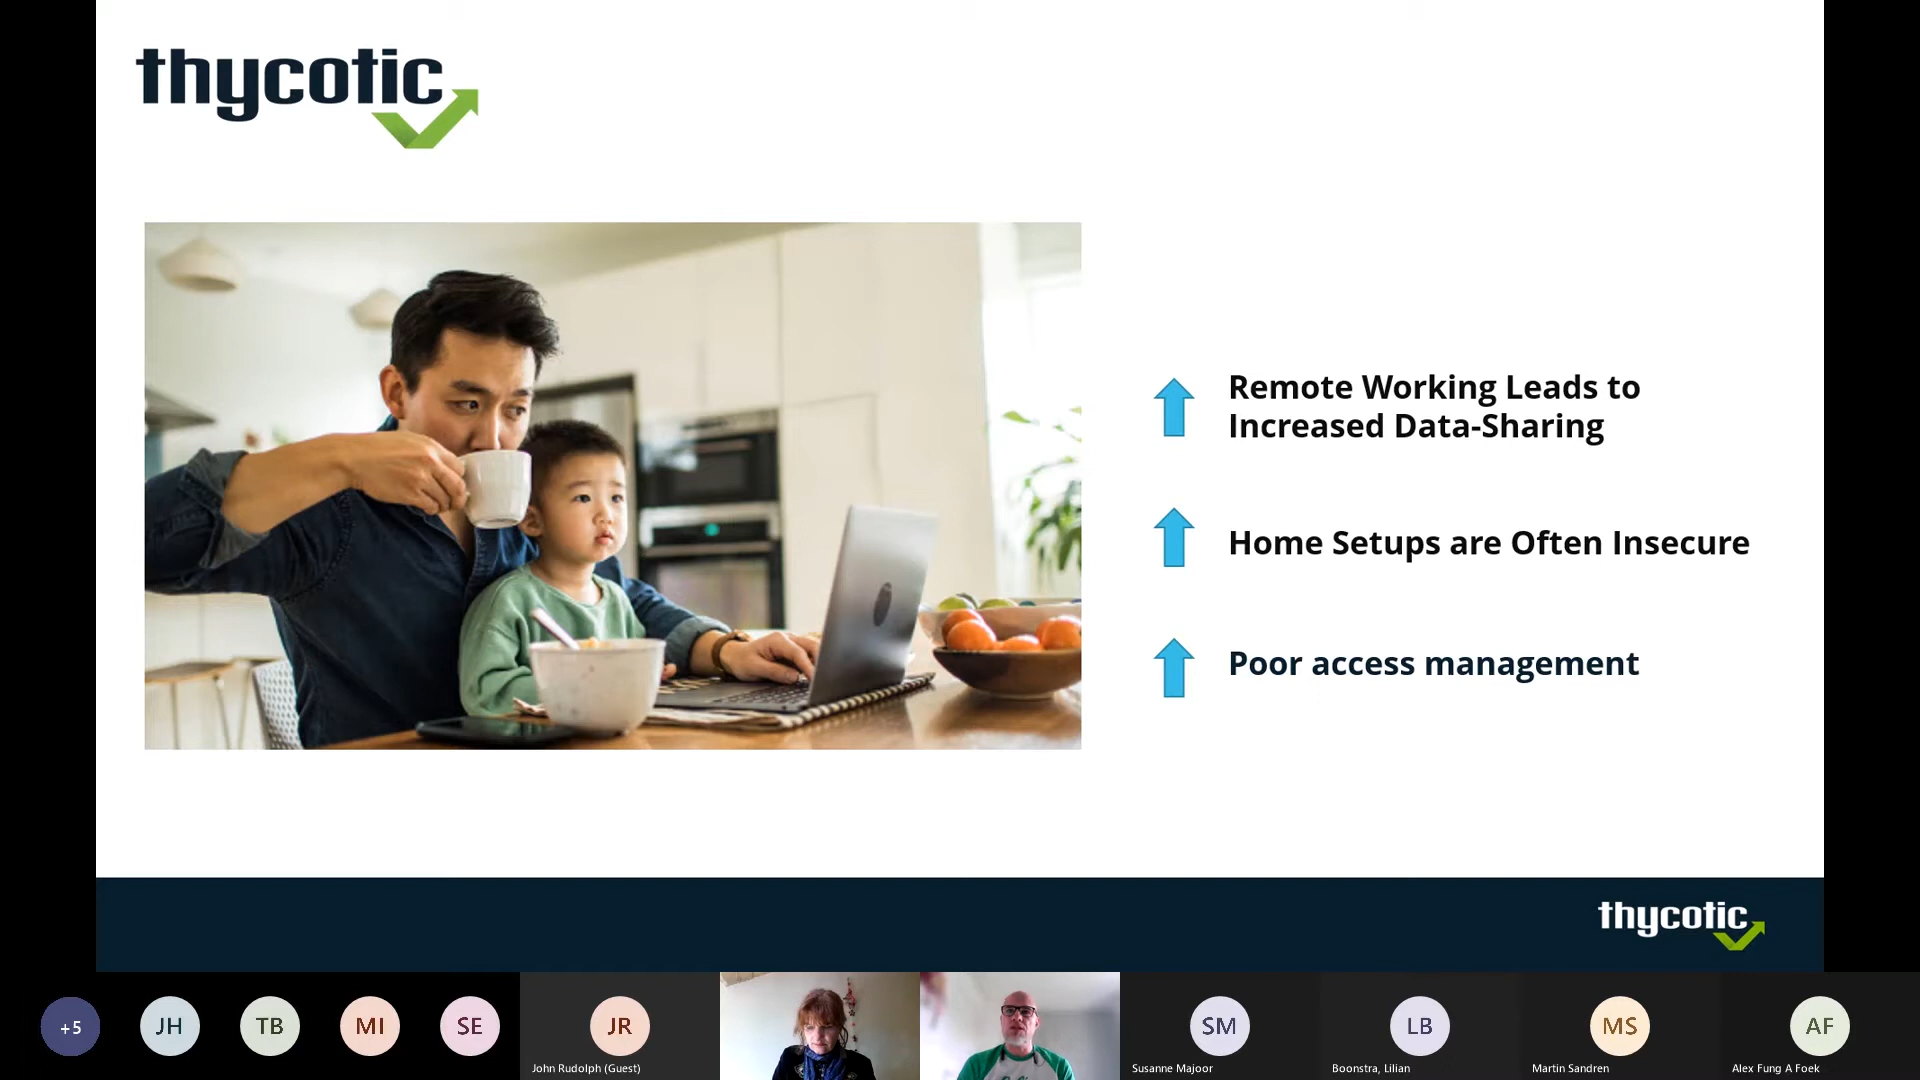 thycotic
Remote Working Leads to
Increased Data-Sharing
Home Setups are Often Insecure
Poor access management
thycotic
+5
JH
TB
MI
SE
JR
John Rudolph (Guest)
SM
Susanne Majoor
LB
Boonstra, Lilian
MS
Martin Sandren
AF
Alex Fung A Foek